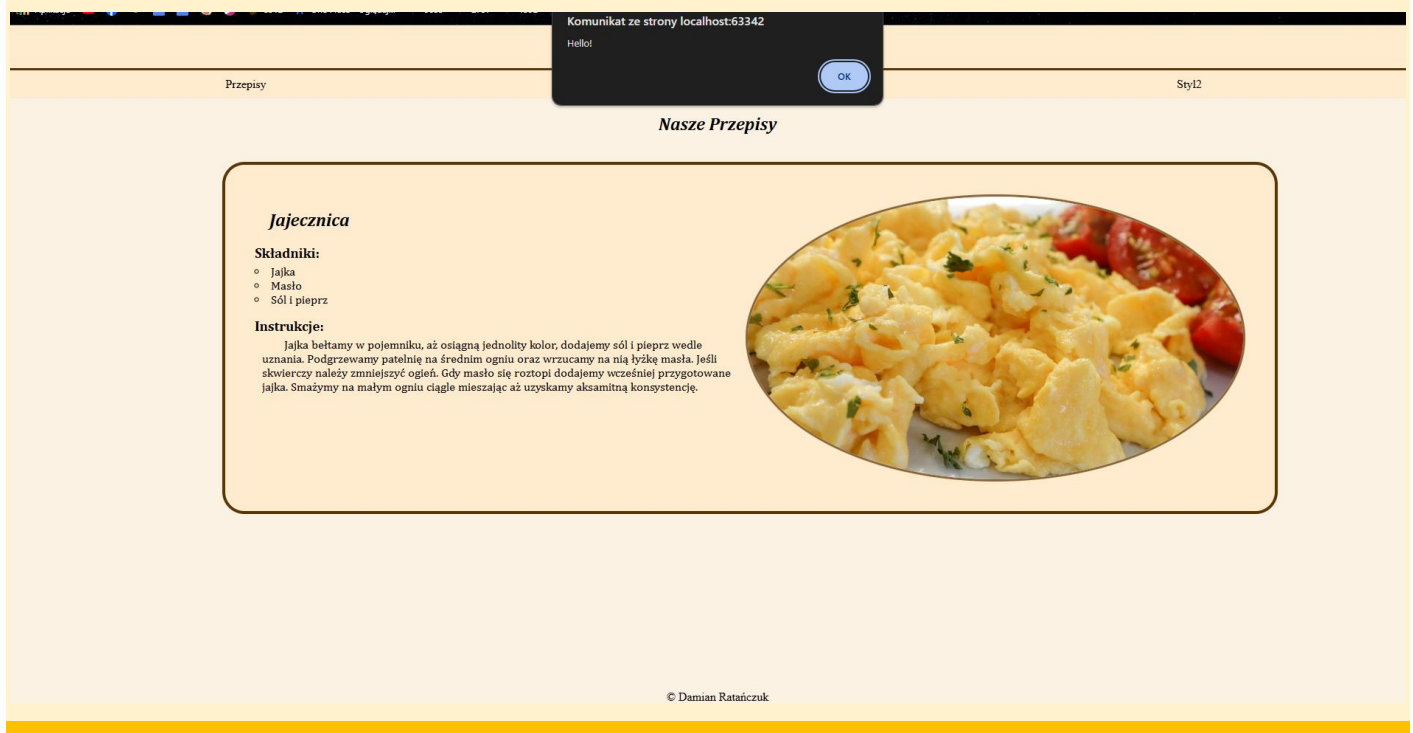 Komunikat ze strony localhost:63342
Hello!
OK
Przepisy
Styl2
Nasze Przepisy
Jajecznica
Składniki:
Jajka
Masło
Sól i pieprz
Instrukcje:
Jajka bełtamy w pojemniku, aż osiągną jednolity kolor, dodajemy sól i pieprz wedle
uznania. Podgrzewamy patelnię na średnim ogniu oraz wrzucamy na nią łyżkę masła. Jeśli
skwierczy należy zmniejszyć ogień. Gdy masło się roztopi dodajemy wcześniej przygotowane
jajka. Smażymy na małym ogniu ciągle mieszając aż uzyskamy aksamitną konsystencję.
© Damian Ratańczuk